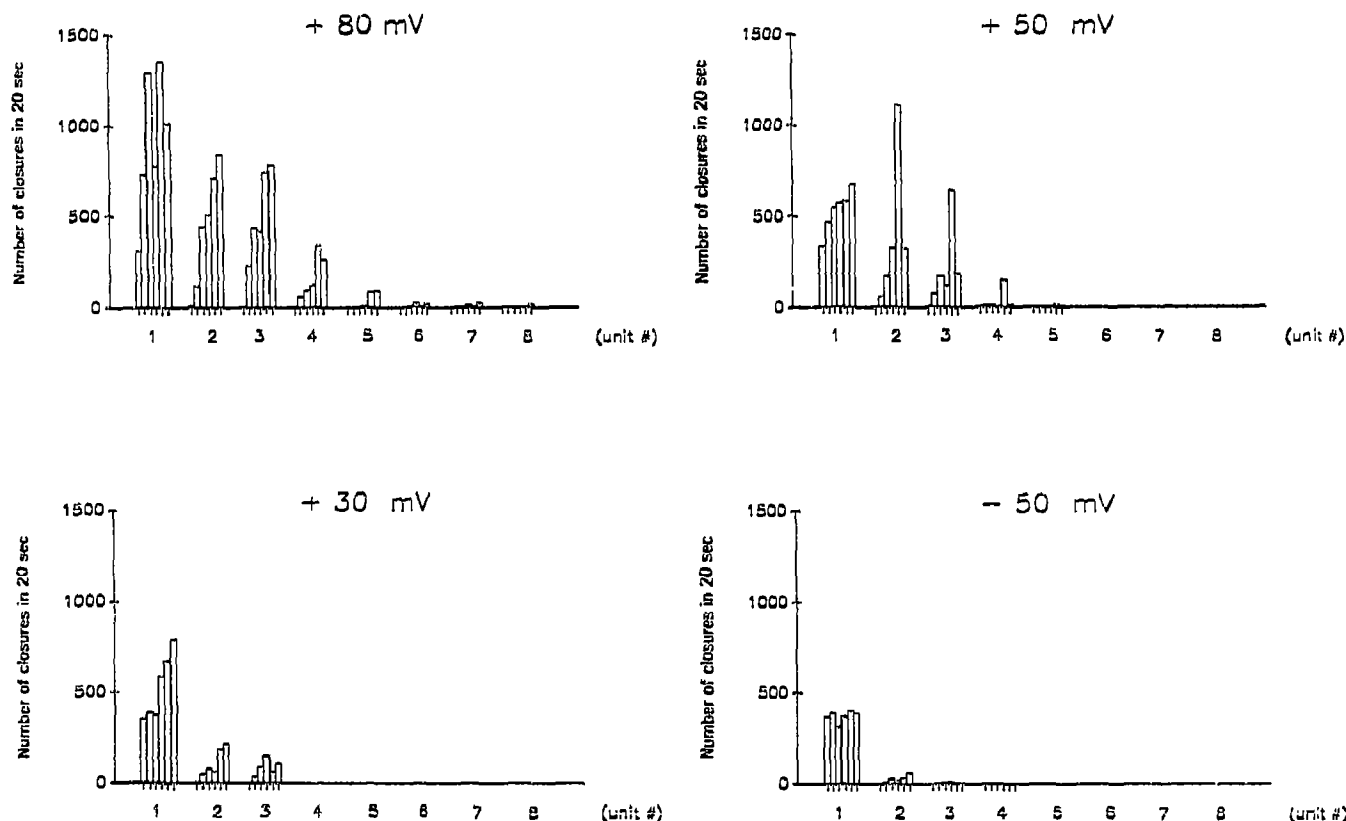 + 80 mV
Number of closures in 20 sec
1500
1000
500
0
1 2 3 4 5 6 7 8 (unit #)
+ 50 mV
Number of closures in 20 sec
1500
1000
500
0
1 2 3 4 5 6 7 8 (unit #)
+ 30 mV
Number of closures in 20 sec
1500
1000
500
0
1 2 3 4 5 6 7 8 (unit #)
- 50 mV
Number of closures in 20 sec
1500
1000
500
0
1 2 3 4 5 6 7 8 (unit #)